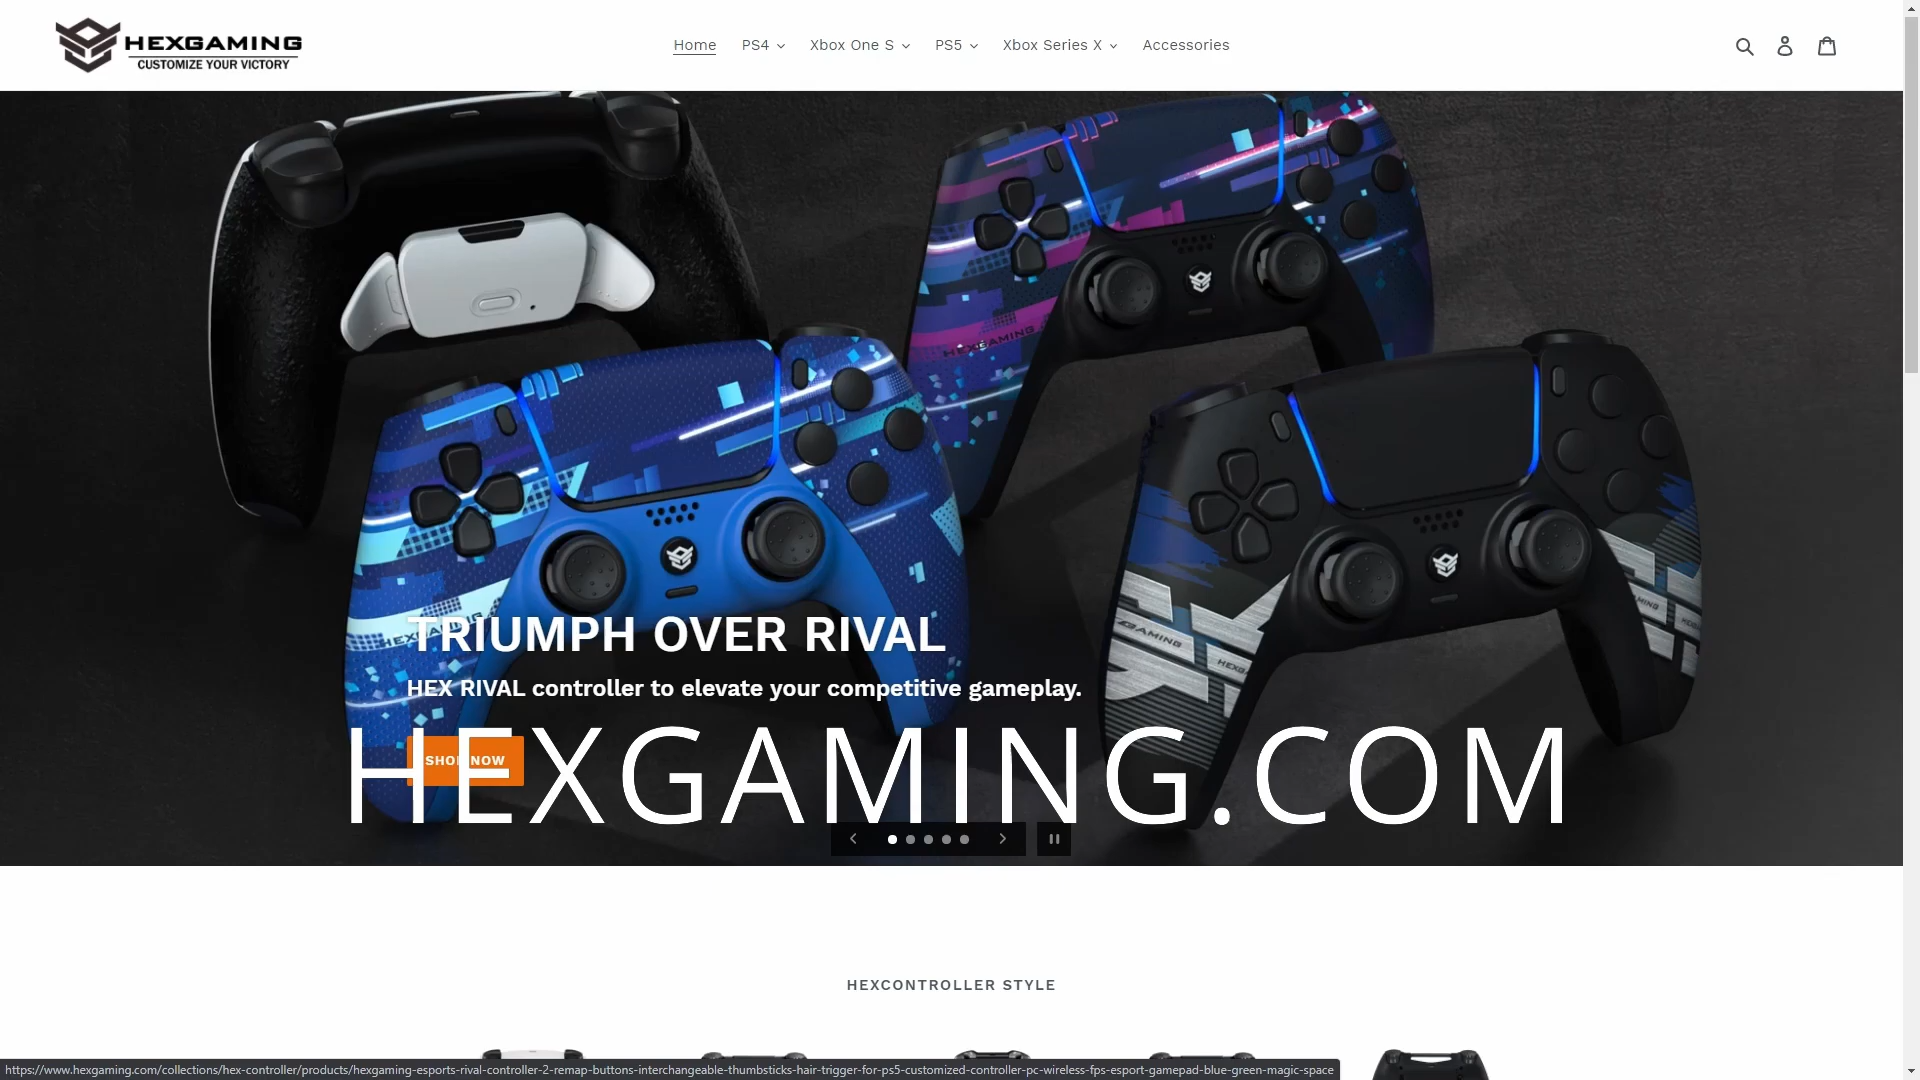 HEXGAMING
CUSTOMIZE YOUR VICTORY
Home PS4 Xbox One S PS5 Xbox Series X Accessories
HEXGAMING
TRIUMPH OVER RIVAL
HEX RIVAL controller to elevate your competitive gameplay.
SHOP NOW
HEXGAMING.COM
HEXCONTROLLER STYLE
https://www.hexgaming.com/collections/hex-controller/products/hexgaming-esports-rival-controller-2-remap-buttons-interchangeable-thumbsticks-hair-trigger-for-ps5-customized-controller-pc-wireless-fps-esport-gamepad-blue-green-magic-space